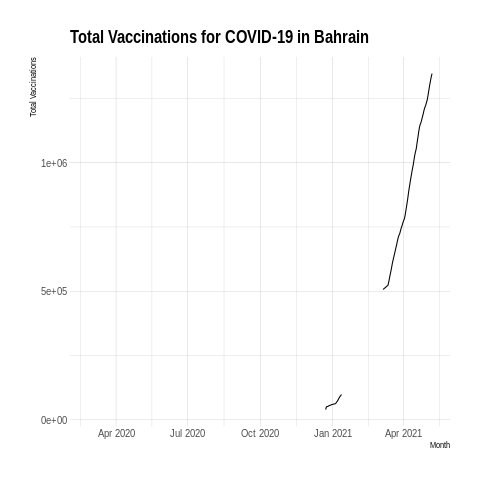 Total Vaccinations for COVID-19 in Bahrain
Total Vaccinations
1e+06
5e+05
0e+00
Apr 2020 Jul 2020 Oct 2020 Jan 2021 Apr 2021
Month